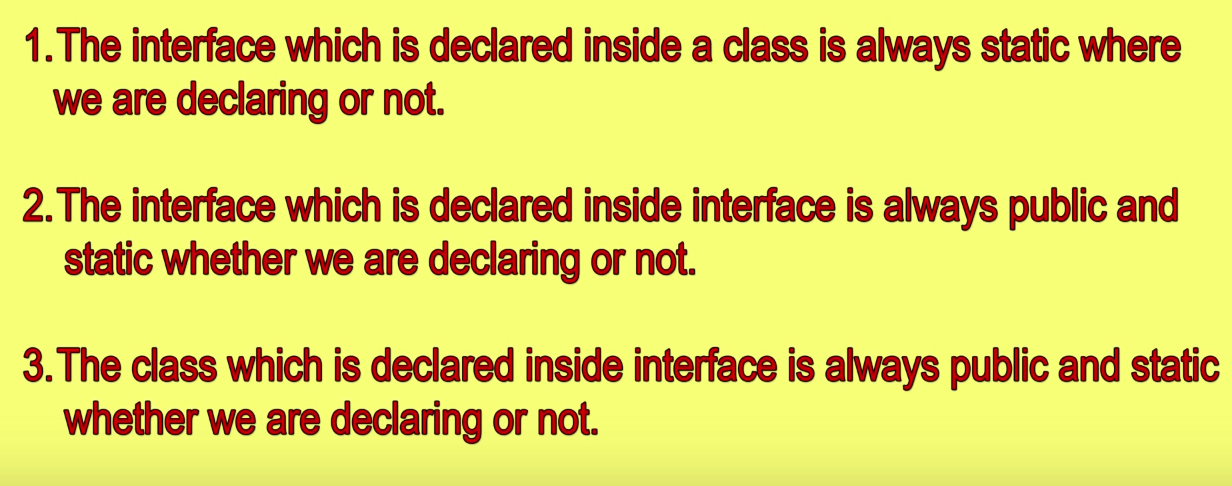 1. The interface which is declared inside a class is always static where
we are declaring or not.
2. The interface which is declared inside interface is always public and
static whether we are declaring or not.
3. The class which is declared inside interface is always public and static
whether we are declaring or not.